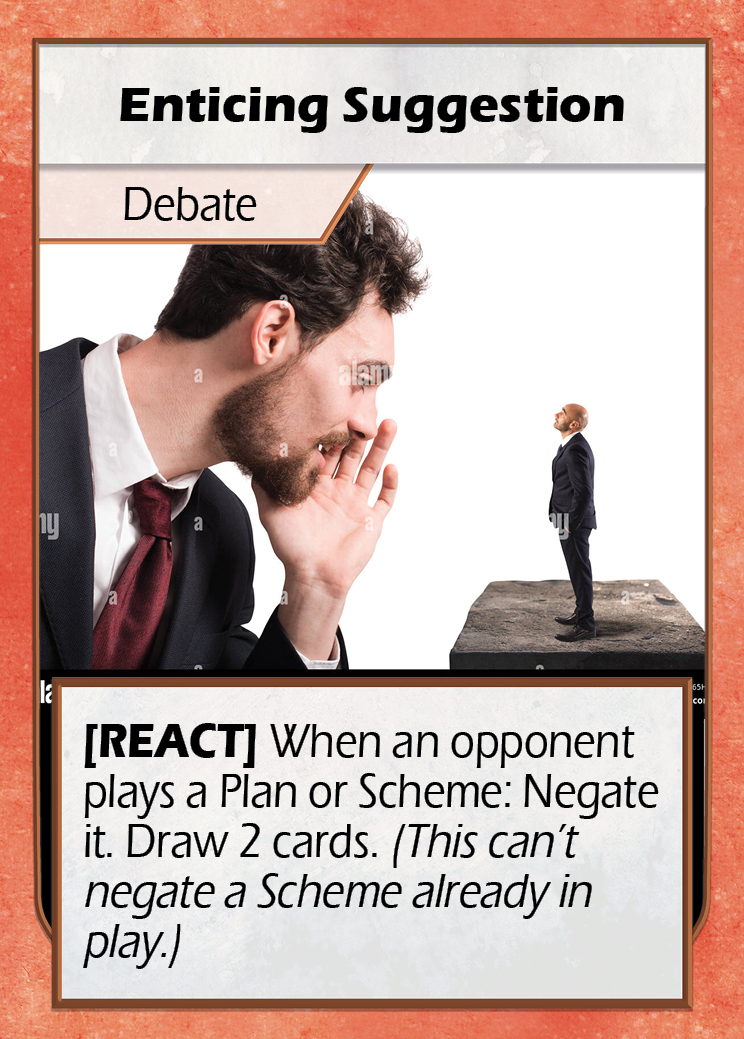 Enticing Suggestion
Debate
[REACT] When an opponent
plays a Plan or Scheme: Negate
it. Draw 2 cards. (This can't
negate a Scheme already in
play.)